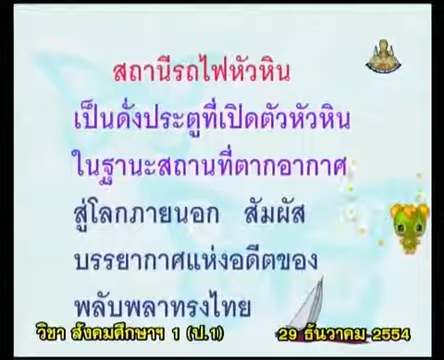 สถานีรถไฟหัวหิน
เป็นดั่งประตูที่เปิดตัวหัวหิน
ในฐานะสถานที่ตากอากาศ
สู่โลกภายนอก สัมผัส
บรรยากาศแห่งอดีตของ
พลับพลาทรงไทย
วิชา สังคมศึกษาฯ 1 (ป.1) 29 ธันวาคม 2554